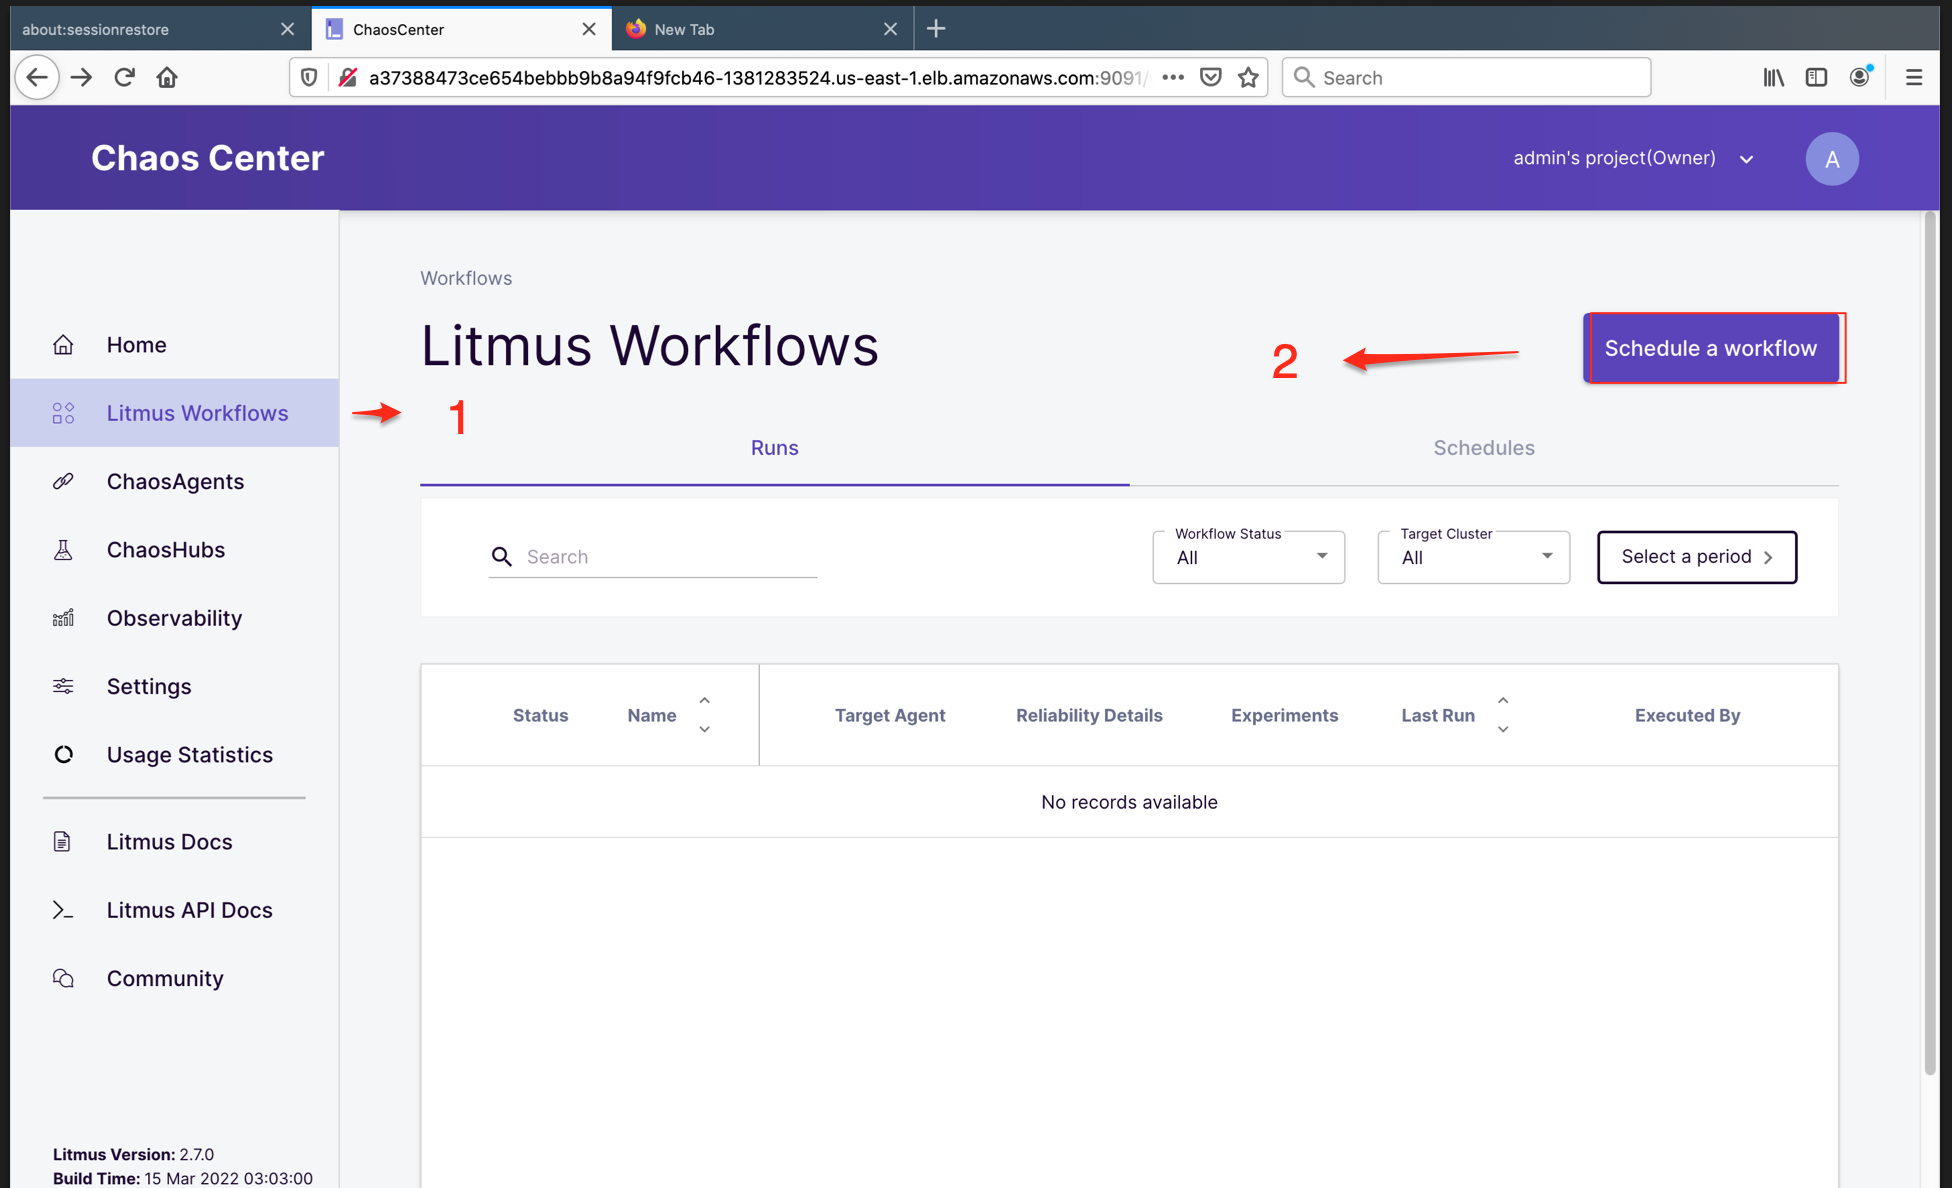 about:sessionrestore
ChaosCenter
New Tab
a37388473ce654bebbb9b8a94f9fcb46-1381283524.us-east-1.elb.amazonaws.com:9091/
Search
Chaos Center
admin's project(Owner)
A
Workflows
Litmus Workflows
2
Schedule a workflow
Home
Litmus Workflows
1
ChaosAgents
ChaosHubs
Observability
Settings
Usage Statistics
Litmus Docs
Litmus API Docs
Community
Runs
Schedules
Search
Workflow Status
All
Target Cluster
All
Select a period
Status Name Target Agent Reliability Details Experiments Last Run Executed By
No records available
Litmus Version: 2.7.0
Build Time: 15 Mar 2022 03:03:00